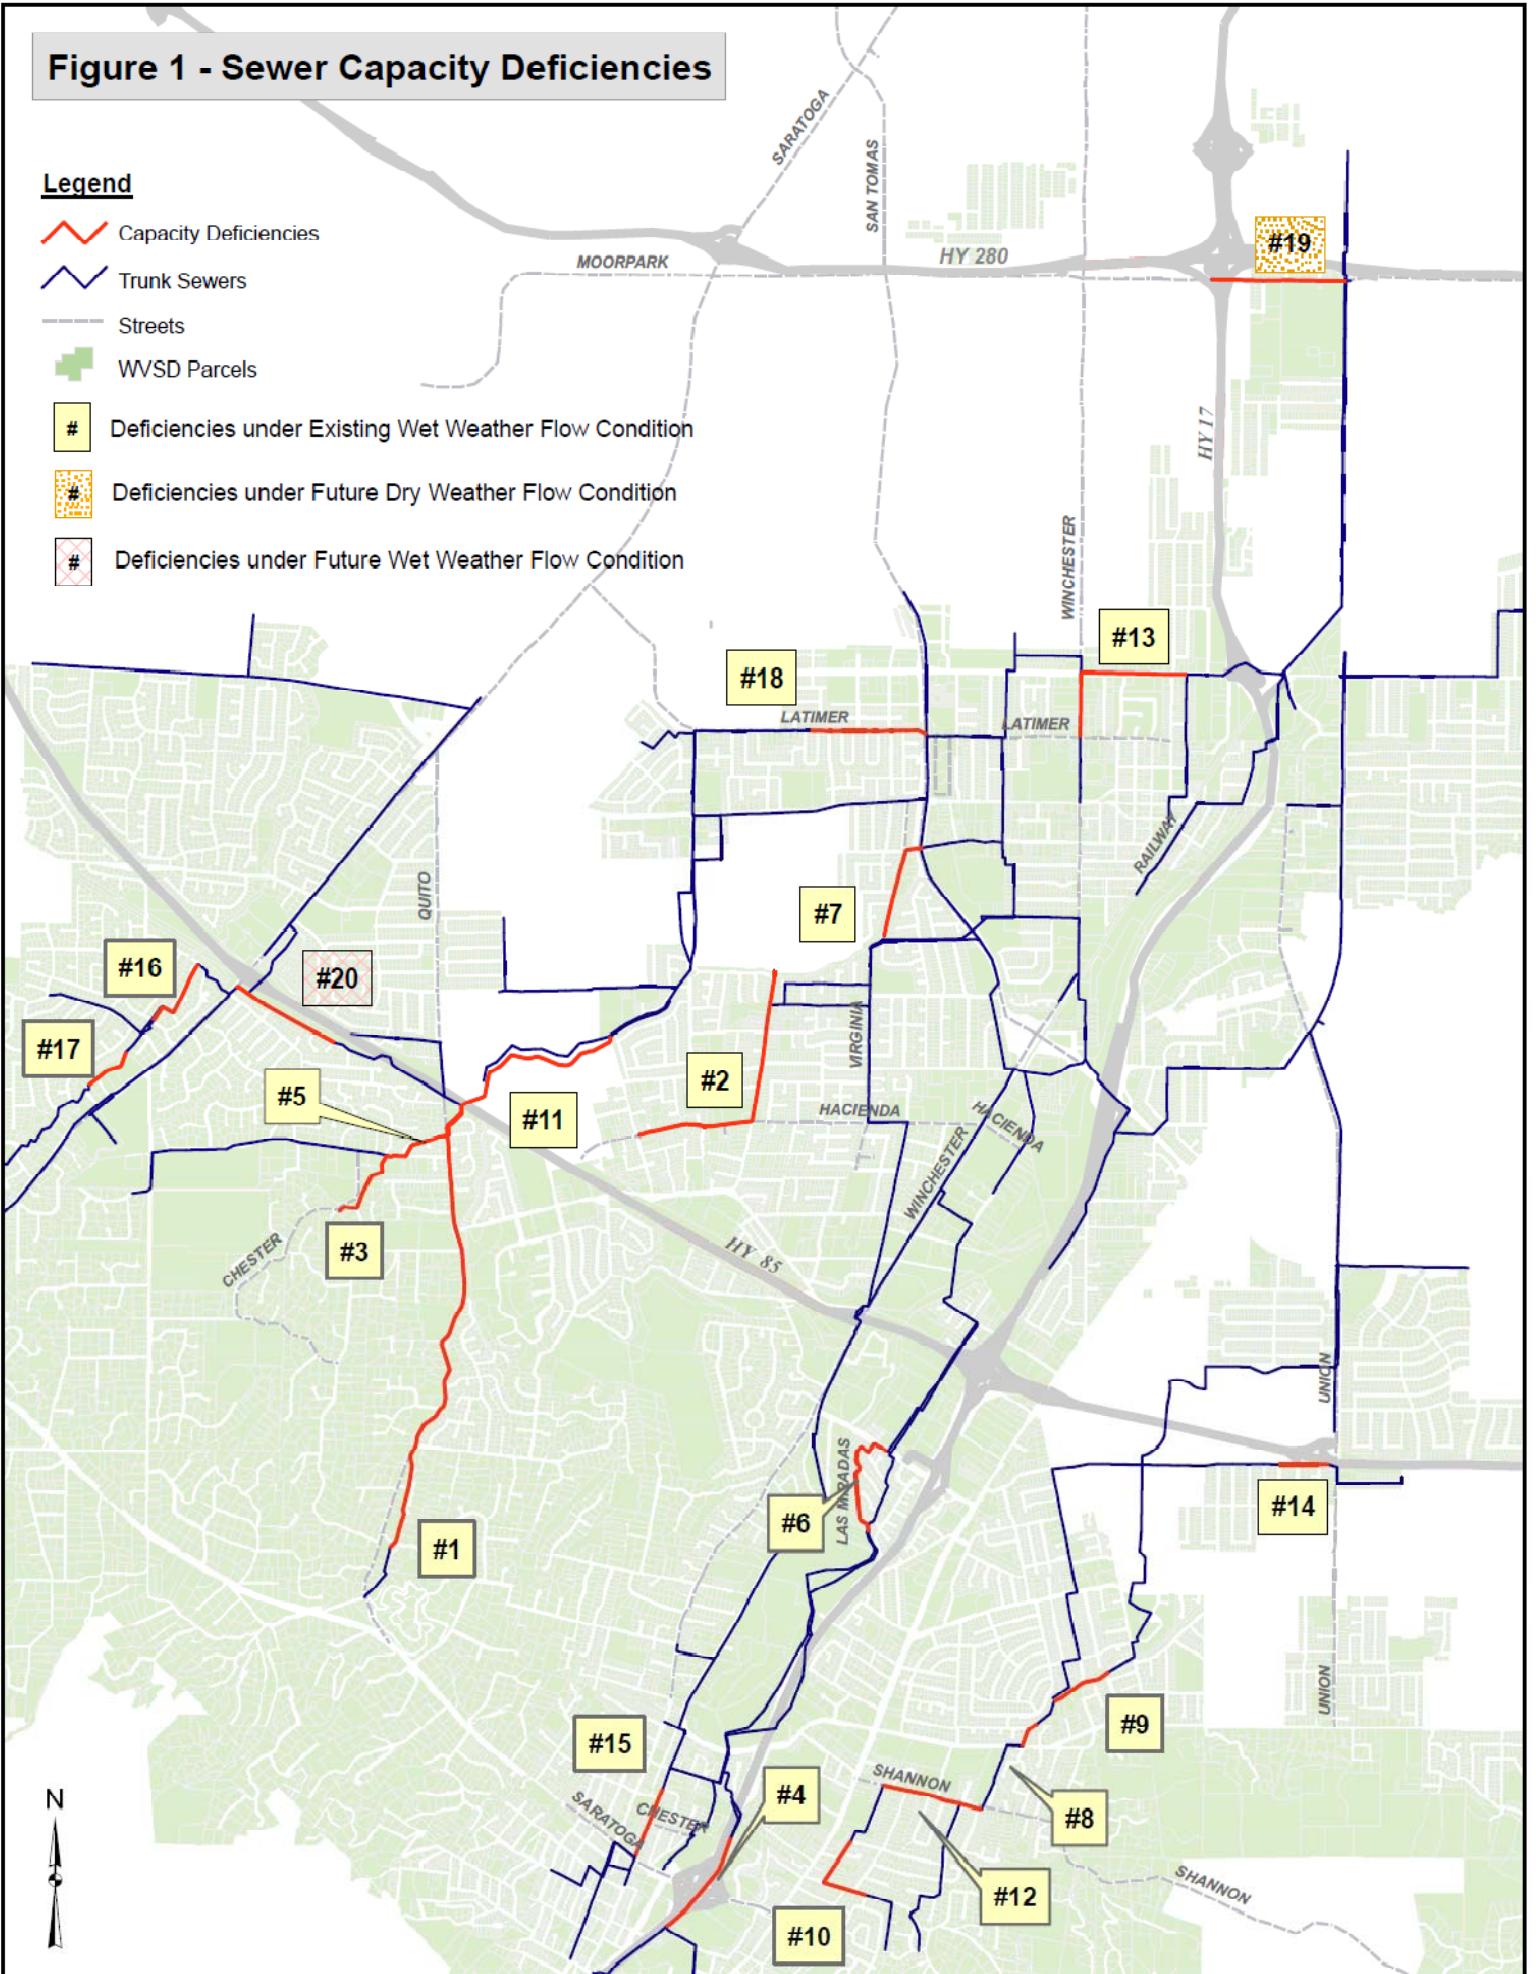 Figure 1 - Sewer Capacity Deficiencies
Legend
Capacity Deficiencies
Trunk Sewers
Streets
WVSD Parcels
# Deficiencies under Existing Wet Weather Flow Condition
# Deficiencies under Future Dry Weather Flow Condition
# Deficiencies under Future Wet Weather Flow Condition
SARATOGA
SAN TOMAS
MOORPARK
HY 280
#19
HY 17
WINCHESTER
#13
#18
LATIMER
LATIMER
RAILWAY
QUITO
#7
#16
#20
#17
#5
#2
VIRGINIA
#11
HACIENDA
HACIENDA
WINCHESTER
#3
CHESTER
HY 85
UNION
LAS MIRADAS
#6
#14
#1
UNION
#9
#15
SHANNON
#4
SARATOGA
CHESTER
#8
#12
SHANNON
#10
N